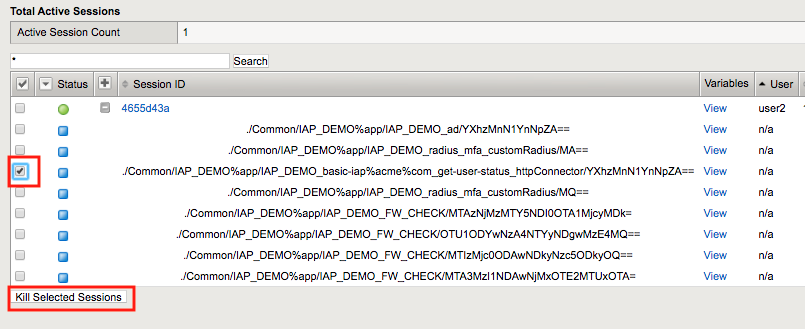 Total Active Sessions
Active Session Count 1
* Search
Status Session ID Variables User
4655d43a View user2
./Common/IAP_DEMO%app/IAP_DEMO_ad/YXhzMnN1YnNpZA== View n/a
./Common/IAP_DEMO%app/IAP_DEMO_radius_mfa_customRadius/MA== View n/a
./Common/IAP_DEMO%app/IAP_DEMO_basic-iap%acme%com_get-user-status_httpConnector/YXhzMnN1YnNpZA== View n/a
./Common/IAP_DEMO%app/IAP_DEMO_radius_mfa_customRadius/MQ== View n/a
./Common/IAP_DEMO%app/IAP_DEMO_FW_CHECK/MTAzNjMzMTY5NDI0OTA1MjcyMDk= View n/a
./Common/IAP_DEMO%app/IAP_DEMO_FW_CHECK/OTU1ODYwNzA4NTYyNDgwMzE4MQ== View n/a
./Common/IAP_DEMO%app/IAP_DEMO_FW_CHECK/MTIzMjc0ODAwNDkyNzc5ODkyOQ== View n/a
./Common/IAP_DEMO%app/IAP_DEMO_FW_CHECK/MTA3MzI1NDAwNjMxOTE2MTUxOTA= View n/a
Kill Selected Sessions